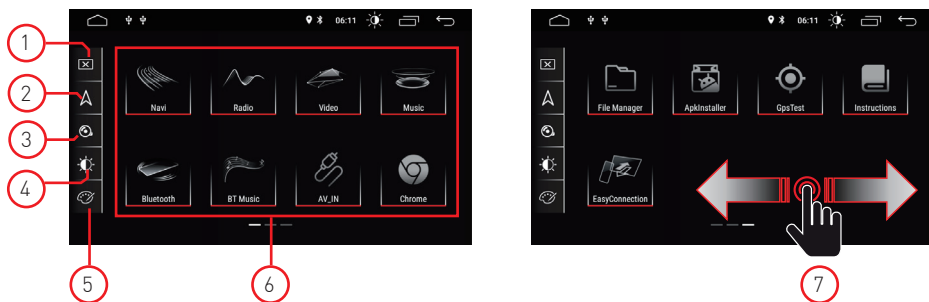 06:11
06:11
1
2
3
4
Navi Radio Video Music
File Manager ApkInstaller GpsTest Instructions
Bluetooth BT Music AV_IN Chrome
EasyConnection
5 6 7